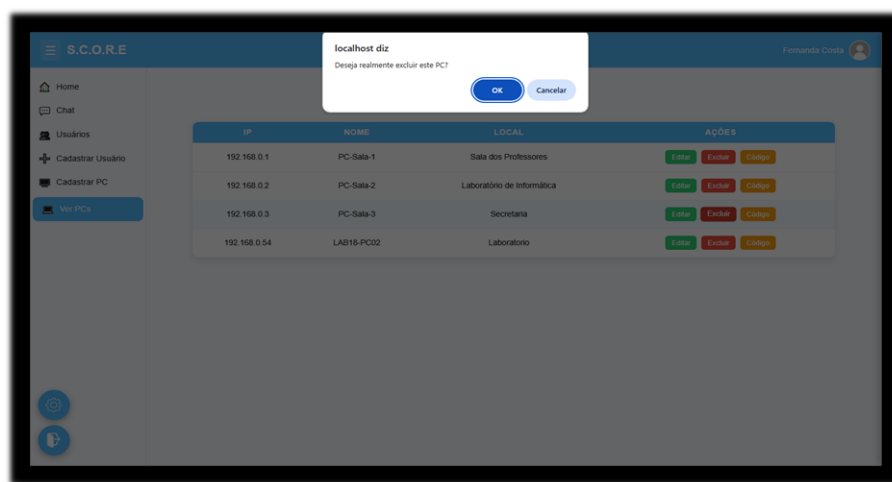 S.C.O.R.E
localhost diz
Deseja realmente excluir este PC?
OK Cancelar
Fernanda Costa
Home
Chat
Usuários
Cadastrar Usuário
Cadastrar PC
Ver PCs
IP NOME LOCAL AÇÕES
192.168.0.1 PC-Sala-1 Sala dos Professores Editar Excluir Código
192.168.0.2 PC-Sala-2 Laboratório de Informática Editar Excluir Código
192.168.0.3 PC-Sala-3 Secretaria Editar Excluir Código
192.168.0.54 LAB18-PC02 Laboratorio Editar Excluir Código